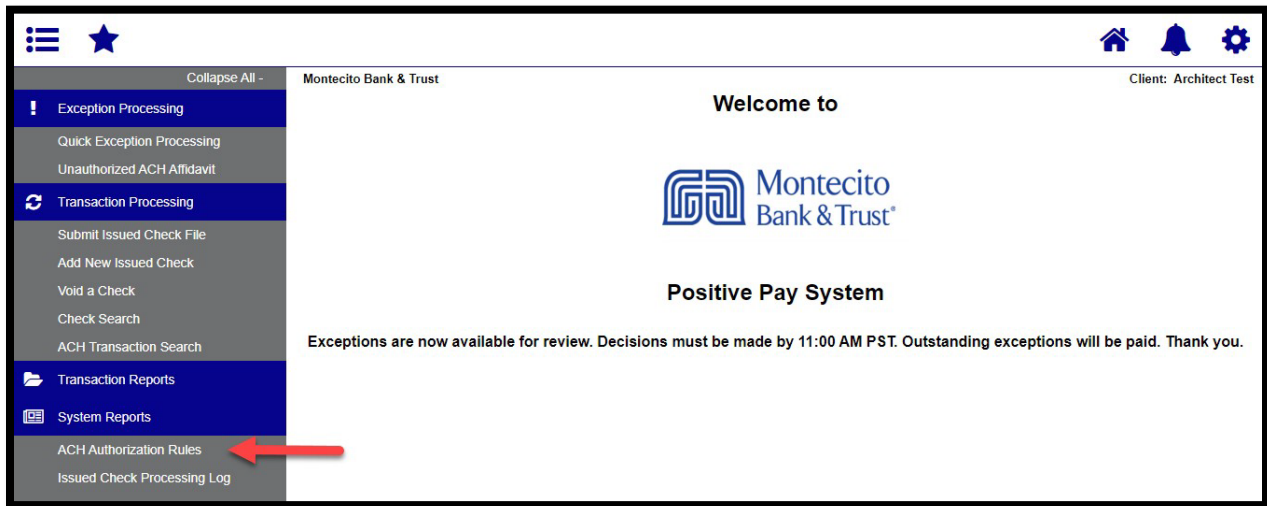 Collapse All -
Exception Processing
Quick Exception Processing
Unauthorized ACH Affidavit
Transaction Processing
Submit Issued Check File
Add New Issued Check
Void a Check
Check Search
ACH Transaction Search
Transaction Reports
System Reports
ACH Authorization Rules
Issued Check Processing Log
Montecito Bank & Trust
Client: Architect Test
Welcome to
Montecito
Bank & Trust®
Positive Pay System
Exceptions are now available for review. Decisions must be made by 11:00 AM PST. Outstanding exceptions will be paid. Thank you.